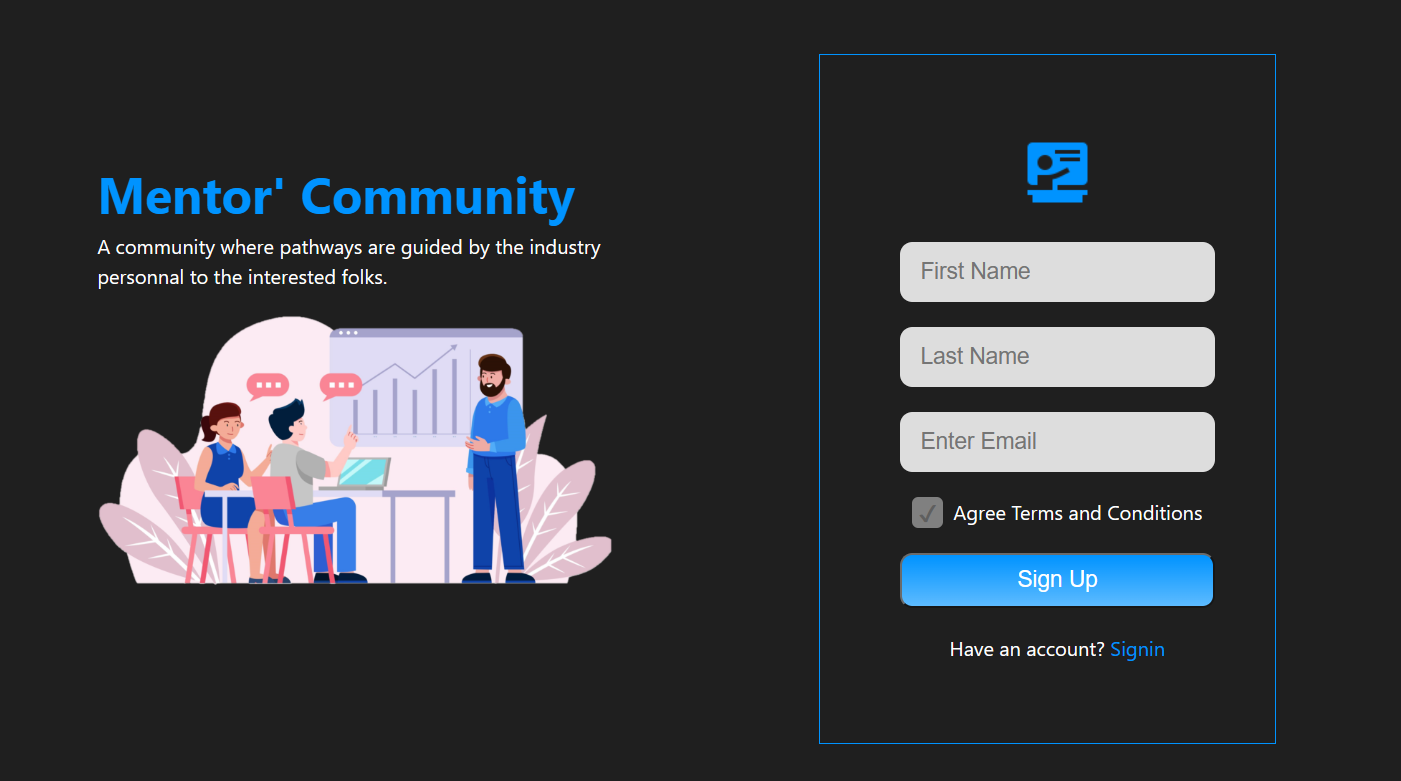 Mentor' Community
A community where pathways are guided by the industry
personnal to the interested folks.
First Name
Last Name
Enter Email
Agree Terms and Conditions
Sign Up
Have an account? Signin